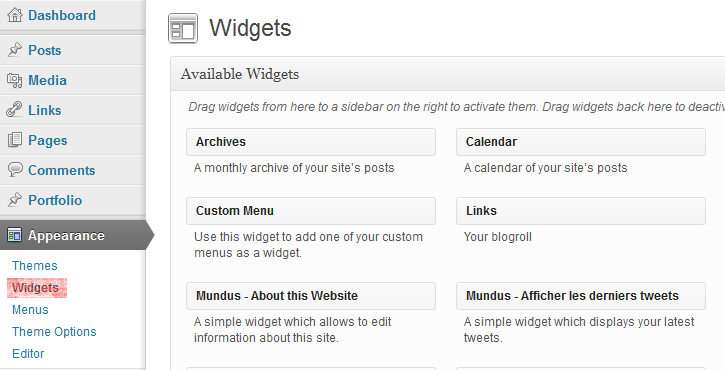 Dashboard
Posts
Media
Links
Pages
Comments
Portfolio
Appearance
Themes
Widgets
Menus
Theme Options
Editor
Widgets
Available Widgets
Drag widgets from here to a sidebar on the right to activate them. Drag widgets back here to deactiv
Archives
A monthly archive of your site's posts
Calendar
A calendar of your site's posts
Custom Menu
Use this widget to add one of your custom
menus as a widget.
Links
Your blogroll
Mundus - About this Website
A simple widget which allows to edit
information about this site.
Mundus - Afficher les derniers tweets
A simple widget which displays your latest
tweets.